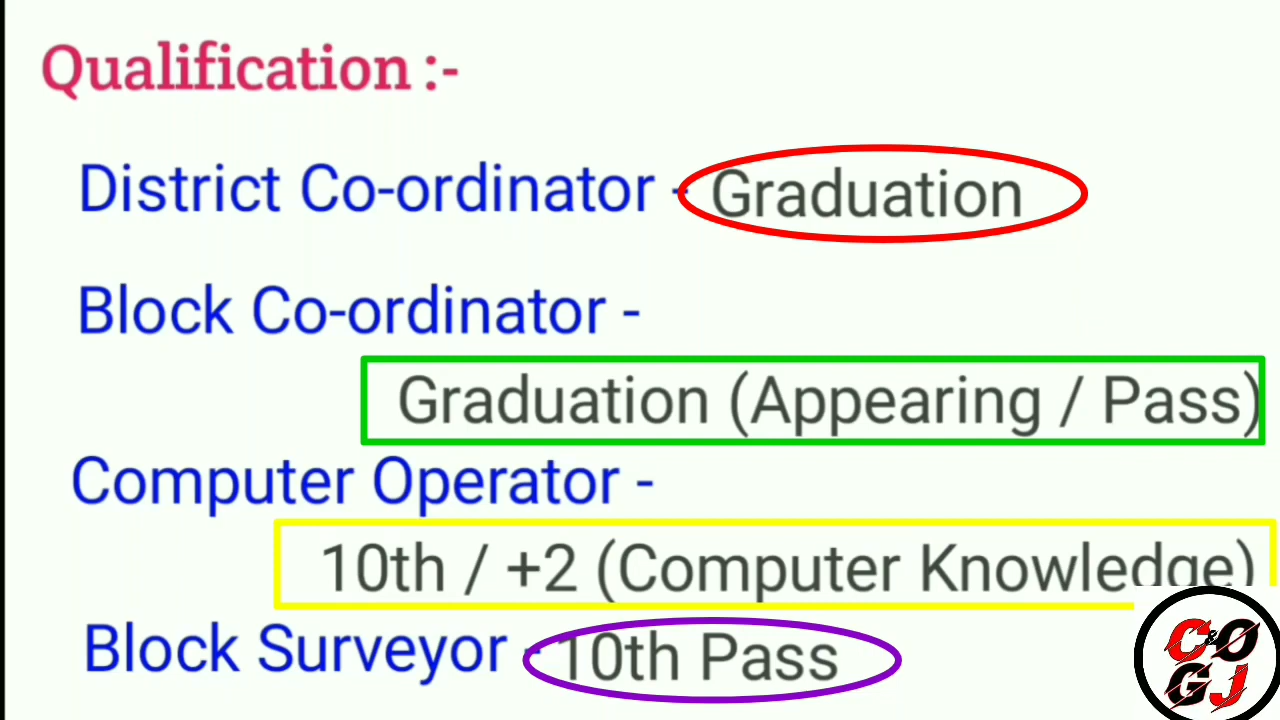 Qualification :-
District Co-ordinator - Graduation
Block Co-ordinator -
Graduation (Appearing / Pass)
Computer Operator -
10th / +2 (Computer Knowledge)
Block Surveyor - 10th Pass
C&O
GJ